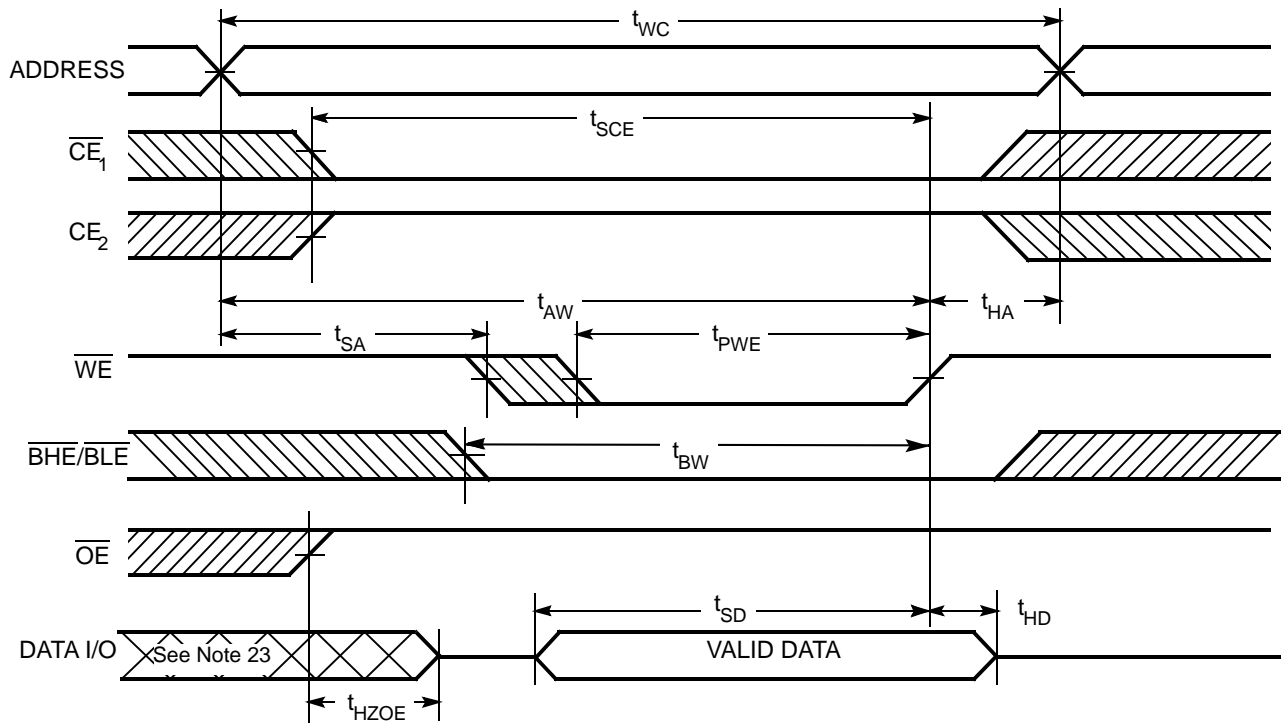 tWC
ADDRESS
tSCE
CE1
CE2
tAW
tHA
tSA
tPWE
WE
BHE/BLE
tBW
OE
tSD
tHD
DATA I/O
See Note 23
VALID DATA
tHZOE